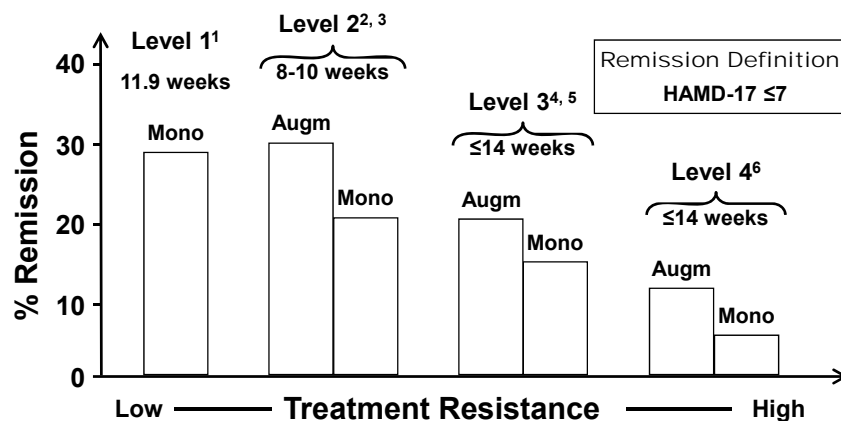 Level 1¹
11.9 weeks
Level 2²,³
8-10 weeks
Remission Definition
HAMD-17 ≤7
Level 3⁴,⁵
≤14 weeks
Level 4⁶
≤14 weeks
% Remission
40
30
20
10
0
Mono
Augm
Mono
Augm
Mono
Augm
Mono
Low
Treatment Resistance
High